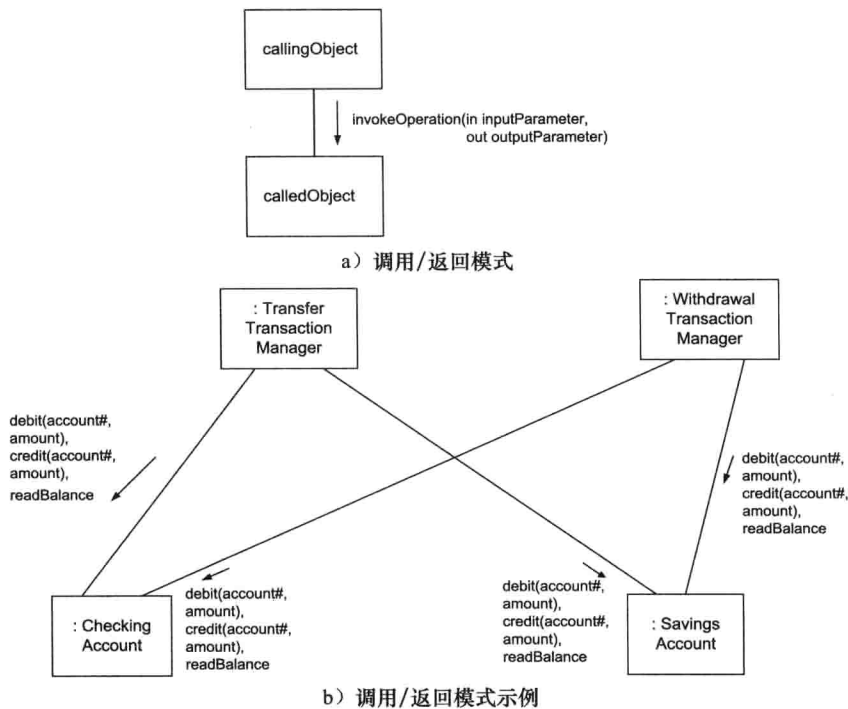 callingObject
invokeOperation(in inputParameter,
out outputParameter)
calledObject
a）调用/返回模式
: Transfer
Transaction
Manager
: Withdrawal
Transaction
Manager
debit(account#,
amount),
credit(account#,
amount),
readBalance
debit(account#,
amount),
credit(account#,
amount),
readBalance
: Checking
Account
debit(account#,
amount),
credit(account#,
amount),
readBalance
debit(account#,
amount),
credit(account#,
amount),
readBalance
: Savings
Account
b）调用/返回模式示例